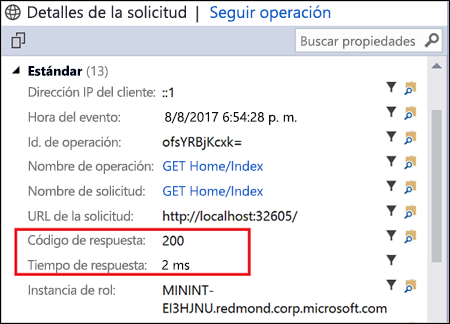 Detalles de la solicitud | Seguir operación
Buscar propiedades
Estándar (13)
Dirección IP del cliente: ::1
Hora del evento: 8/8/2017 6:54:28 p. m.
Id. de operación: ofsYRBjKcxk=
Nombre de operación: GET Home/Index
Nombre de solicitud: GET Home/Index
URL de la solicitud: http://localhost:32605/
Código de respuesta: 200
Tiempo de respuesta: 2 ms
Instancia de rol: MININT-
EI3HJNU.redmond.corp.microsoft.com